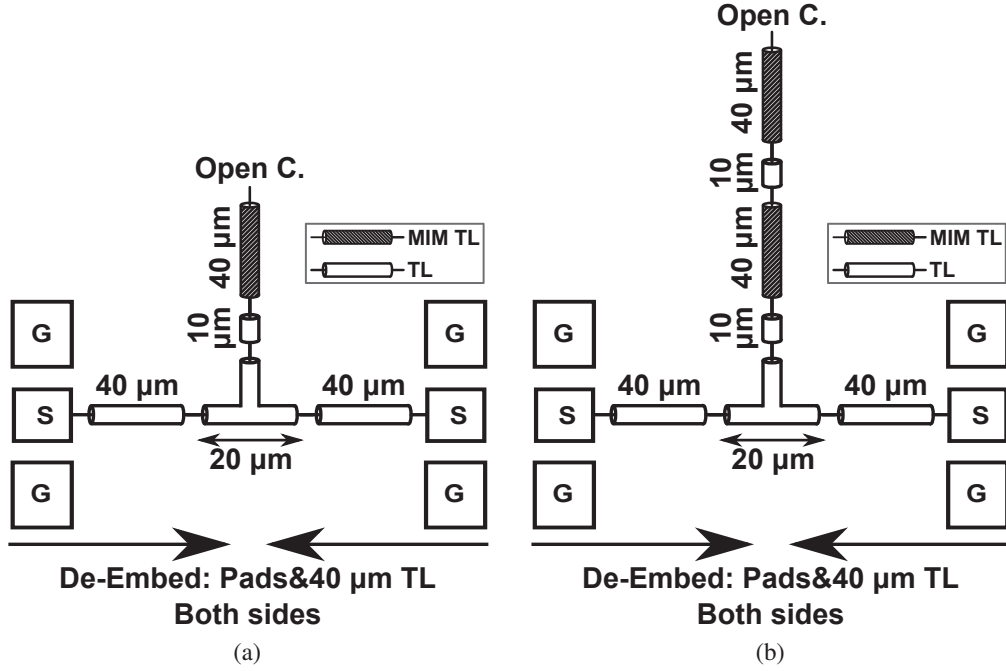 Open C.
40 µm
10 µm
MIM TL
TL
G
G
40 µm
40 µm
S
S
20 µm
G
G
De-Embed: Pads&40 µm TL
Both sides
(a)
Open C.
40 µm
10 µm
40 µm
10 µm
MIM TL
TL
G
G
40 µm
40 µm
S
S
20 µm
G
G
De-Embed: Pads&40 µm TL
Both sides
(b)